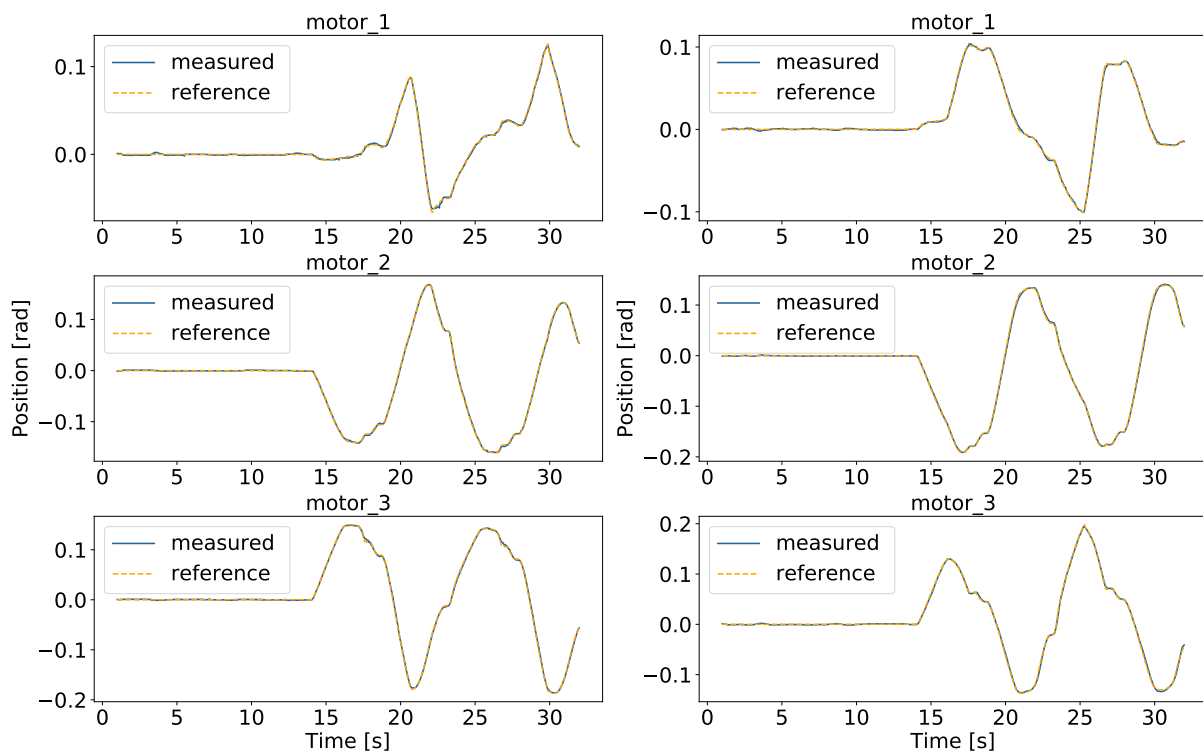 motor_1
measured
reference
0.1
0.0
0 5 10 15 20 25 30
motor_2
measured
reference
0.1
0.0
−0.1
Position [rad]
0 5 10 15 20 25 30
motor_3
measured
reference
0.1
0.0
−0.1
−0.2
0 5 10 15 20 25 30
Time [s]
motor_1
measured
reference
0.1
0.0
−0.1
0 5 10 15 20 25 30
motor_2
measured
reference
0.1
0.0
−0.1
−0.2
Position [rad]
0 5 10 15 20 25 30
motor_3
measured
reference
0.2
0.1
0.0
−0.1
0 5 10 15 20 25 30
Time [s]